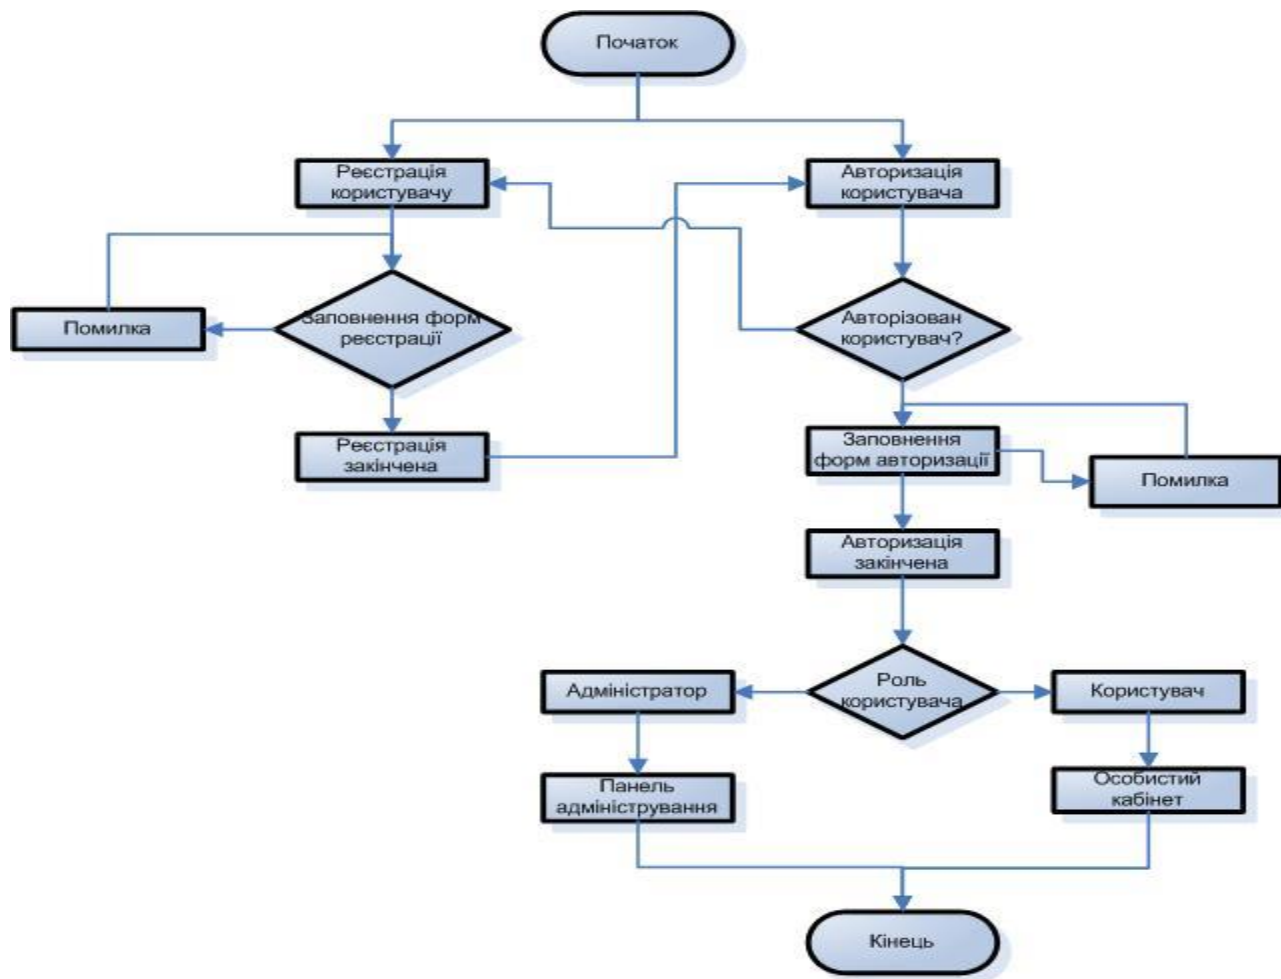 Початок
Реєстрація
користувачу
Авторизація
користувача
Помилка
Заповнення форм
реєстрації
Авторізован
користувач?
Реєстрація
закінчена
Заповнення
форм авторизації
Помилка
Авторизація
закінчена
Адміністратор
Роль
користувача
Користувач
Панель
адміністрування
Особистий
кабінет
Кінець